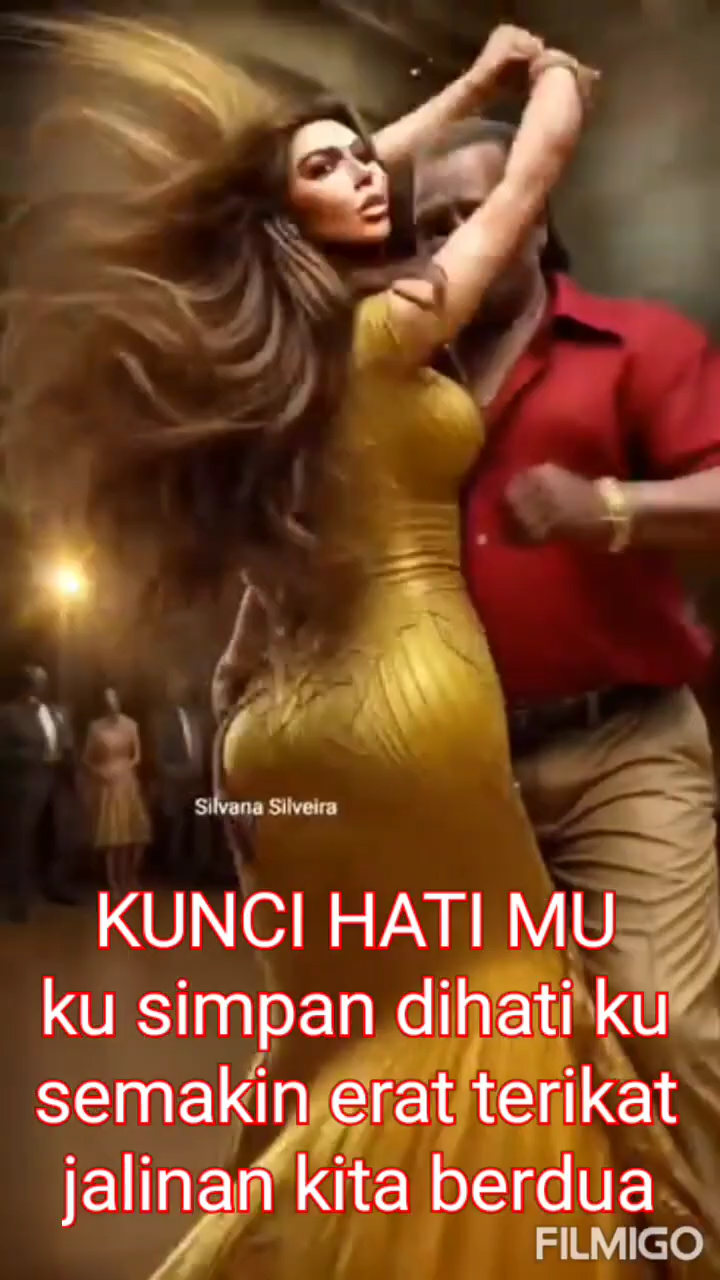 Silvana Silveira
KUNCI HATI MU
ku simpan dihati ku
semakin erat terikat
jalinan kita berdua
FILMIGO